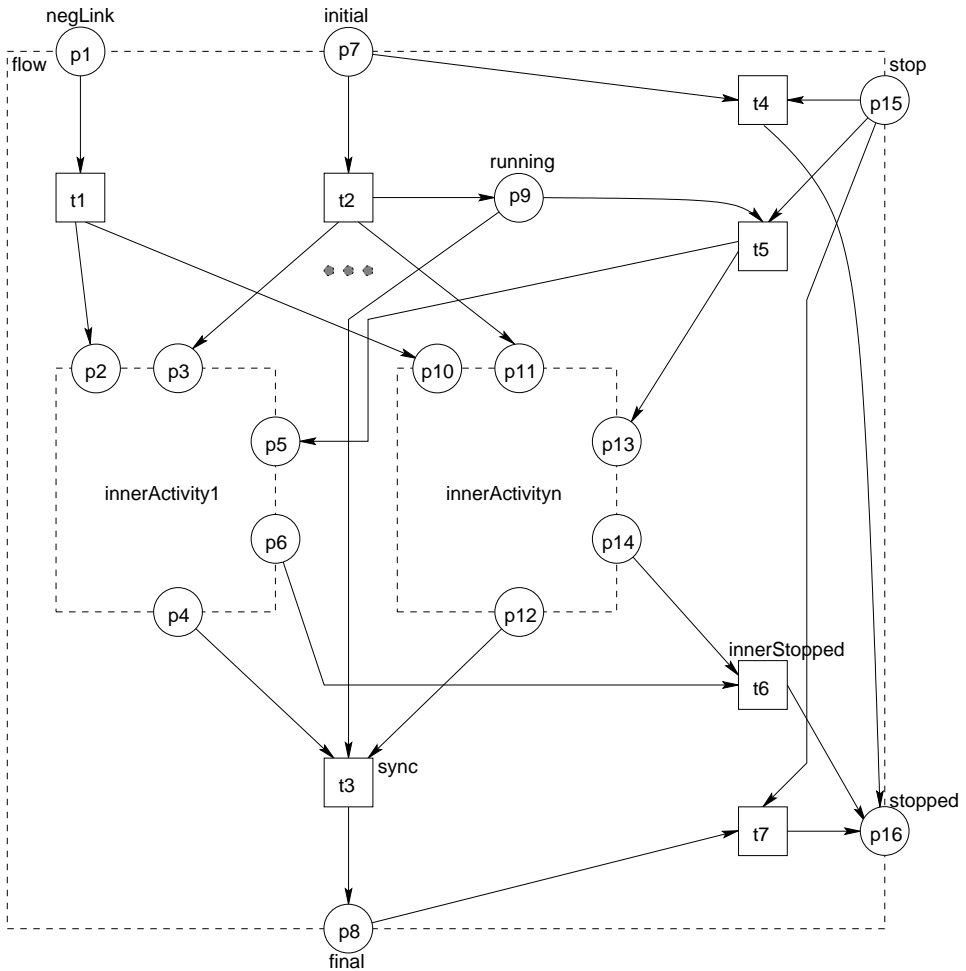 negLink
initial
p1
p7
flow
stop
t4
p15
running
t1
t2
p9
t5
p2
p3
p10
p11
p5
p13
innerActivity1
innerActivityn
p6
p14
p4
p12
innerStopped
t6
sync
t3
stopped
t7
p16
p8
final